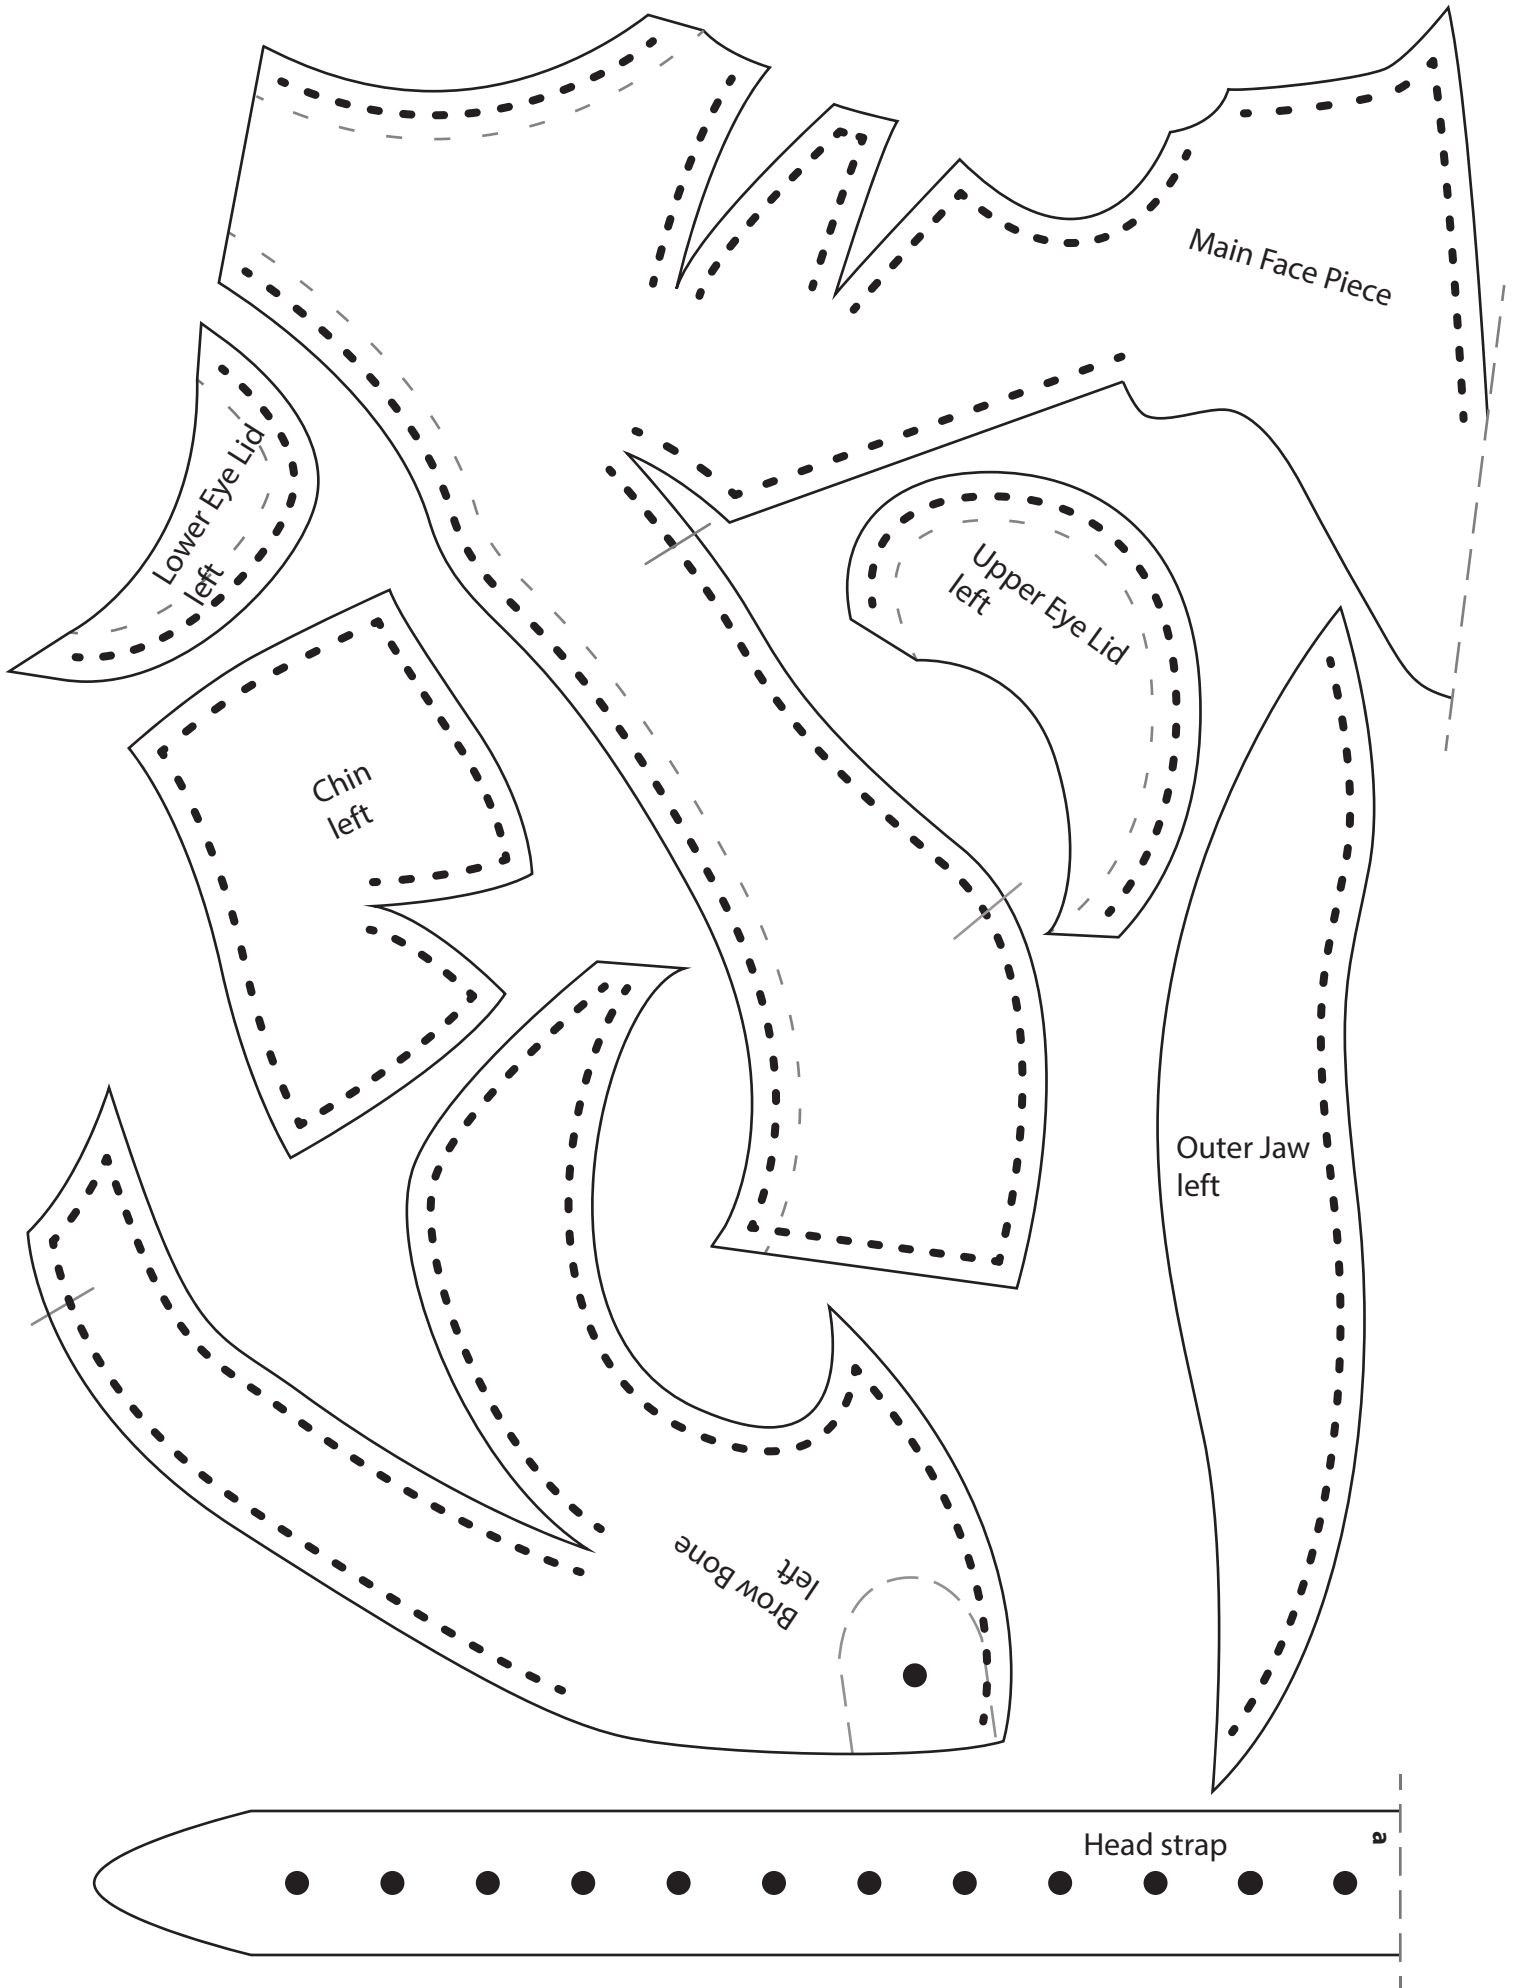 Main Face Piece
Lower Eye Lid
left
Upper Eye Lid
left
Chin
left
Outer Jaw
left
Brow Bone
left
Head strap
a